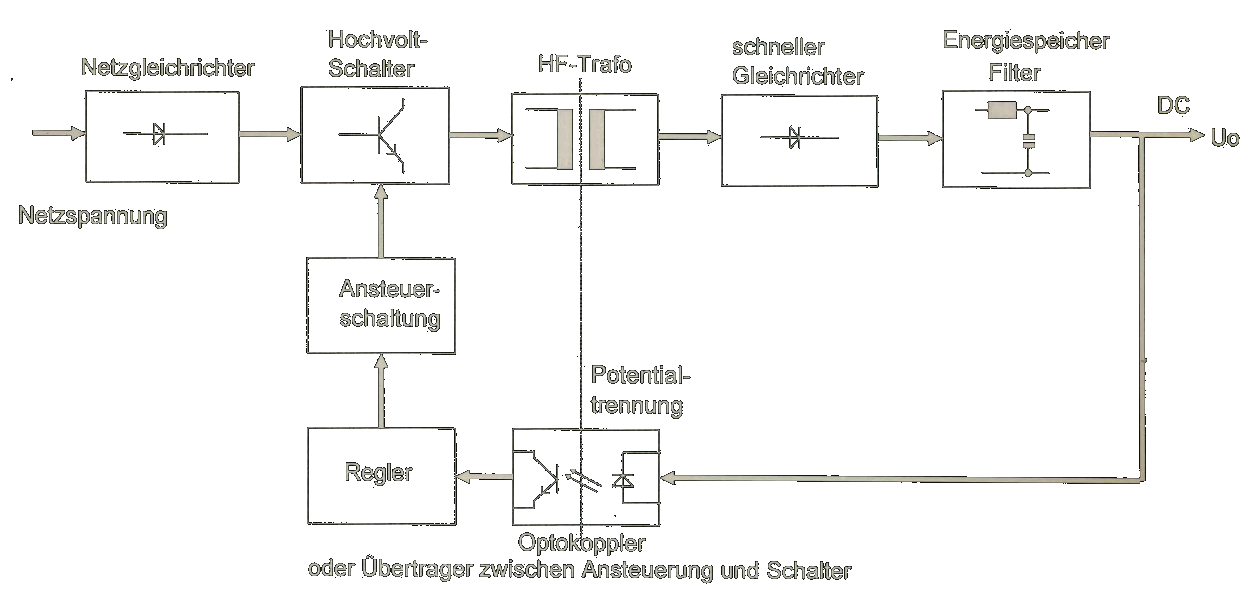 Netzgleichrichter
Hochvolt-
Schalter
HF-Trafo
schneller
Gleichrichter
Energiespeicher
Filter
DC
Uo
Netzspannung
Ansteuer-
schaltung
Potential-
trennung
Regler
Optokoppler
oder Übertrager zwischen Ansteuerung und Schalter